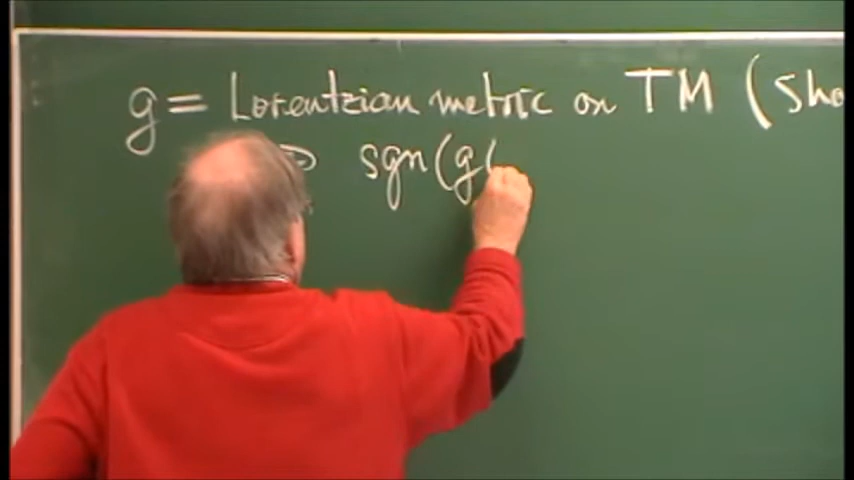 g = Lorentzian metric on TM (Sho
⇔ sgn(g(